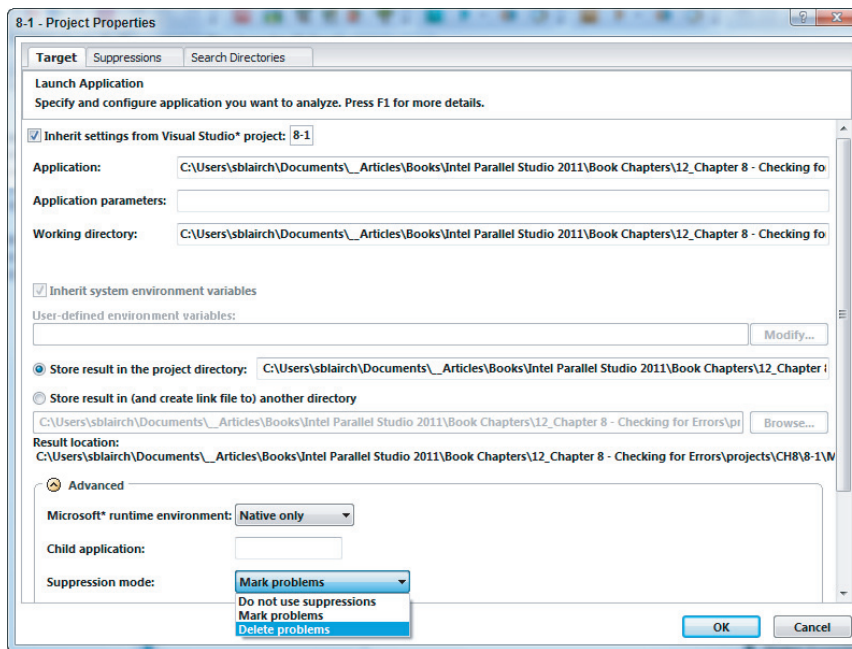 8-1 - Project Properties
Target Suppressions Search Directories
Launch Application
Specify and configure application you want to analyze. Press F1 for more details.
Inherit settings from Visual Studio* project: 8-1
Application: C:\Users\sblairch\Documents\__Articles\Books\Intel Parallel Studio 2011\Book Chapters\12_Chapter 8 - Checking fo
Application parameters:
Working directory: C:\Users\sblairch\Documents\__Articles\Books\Intel Parallel Studio 2011\Book Chapters\12_Chapter 8 - Checking fo
Inherit system environment variables
User-defined environment variables:
Modify...
Store result in the project directory: C:\Users\sblairch\Documents\__Articles\Books\Intel Parallel Studio 2011\Book Chapters\12_Chapter 8
Store result in (and create link file to) another directory
C:\Users\sblairch\Documents\__Articles\Books\Intel Parallel Studio 2011\Book Chapters\12_Chapter 8 - Checking for Errors\pr Browse...
Result location:
C:\Users\sblairch\Documents\__Articles\Books\Intel Parallel Studio 2011\Book Chapters\12_Chapter 8 - Checking for Errors\projects\CH8\8-1\M
Advanced
Microsoft* runtime environment: Native only
Child application:
Suppression mode: Mark problems
Do not use suppressions
Mark problems
Delete problems
OK Cancel